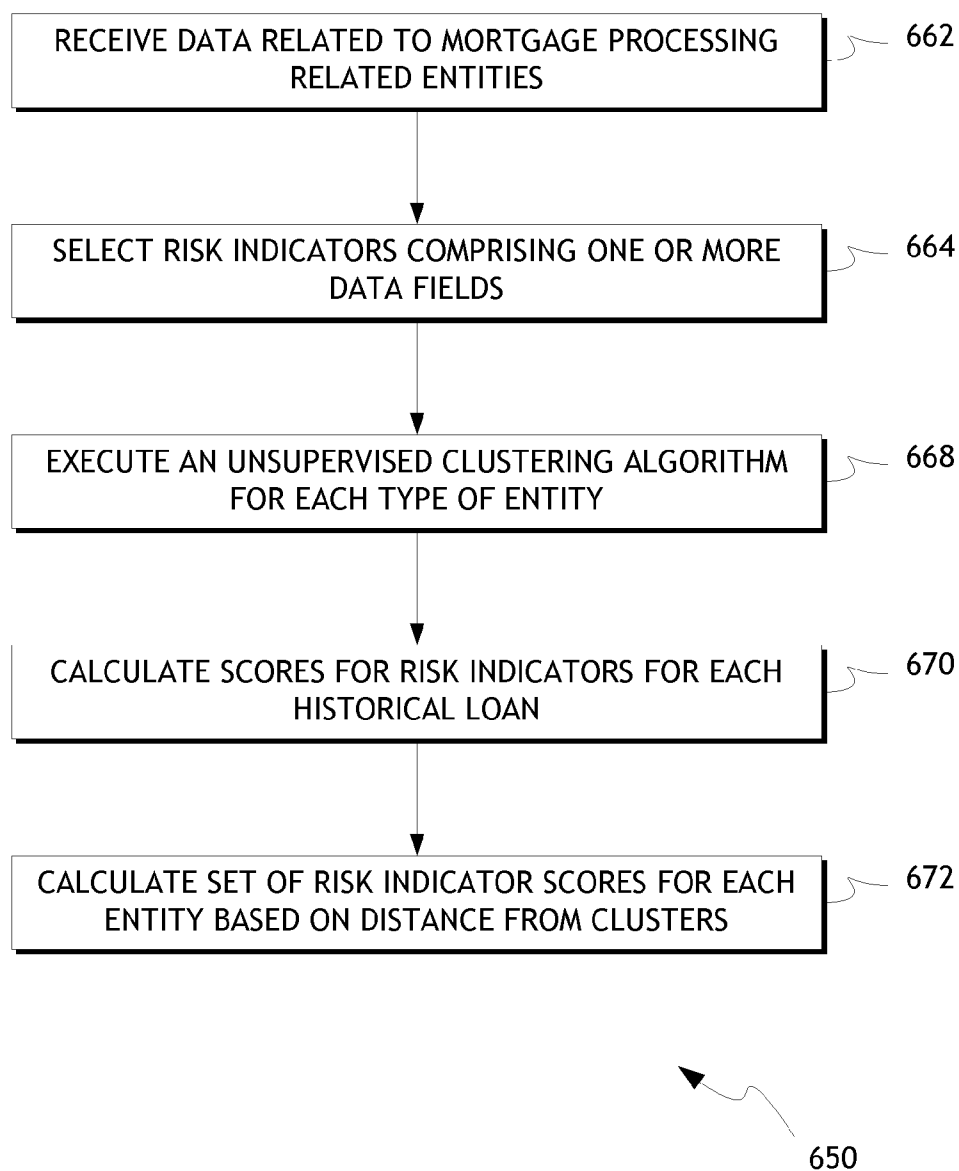 RECEIVE DATA RELATED TO MORTGAGE PROCESSING
RELATED ENTITIES
662
SELECT RISK INDICATORS COMPRISING ONE OR MORE
DATA FIELDS
664
EXECUTE AN UNSUPERVISED CLUSTERING ALGORITHM
FOR EACH TYPE OF ENTITY
668
CALCULATE SCORES FOR RISK INDICATORS FOR EACH
HISTORICAL LOAN
670
CALCULATE SET OF RISK INDICATOR SCORES FOR EACH
ENTITY BASED ON DISTANCE FROM CLUSTERS
672
650